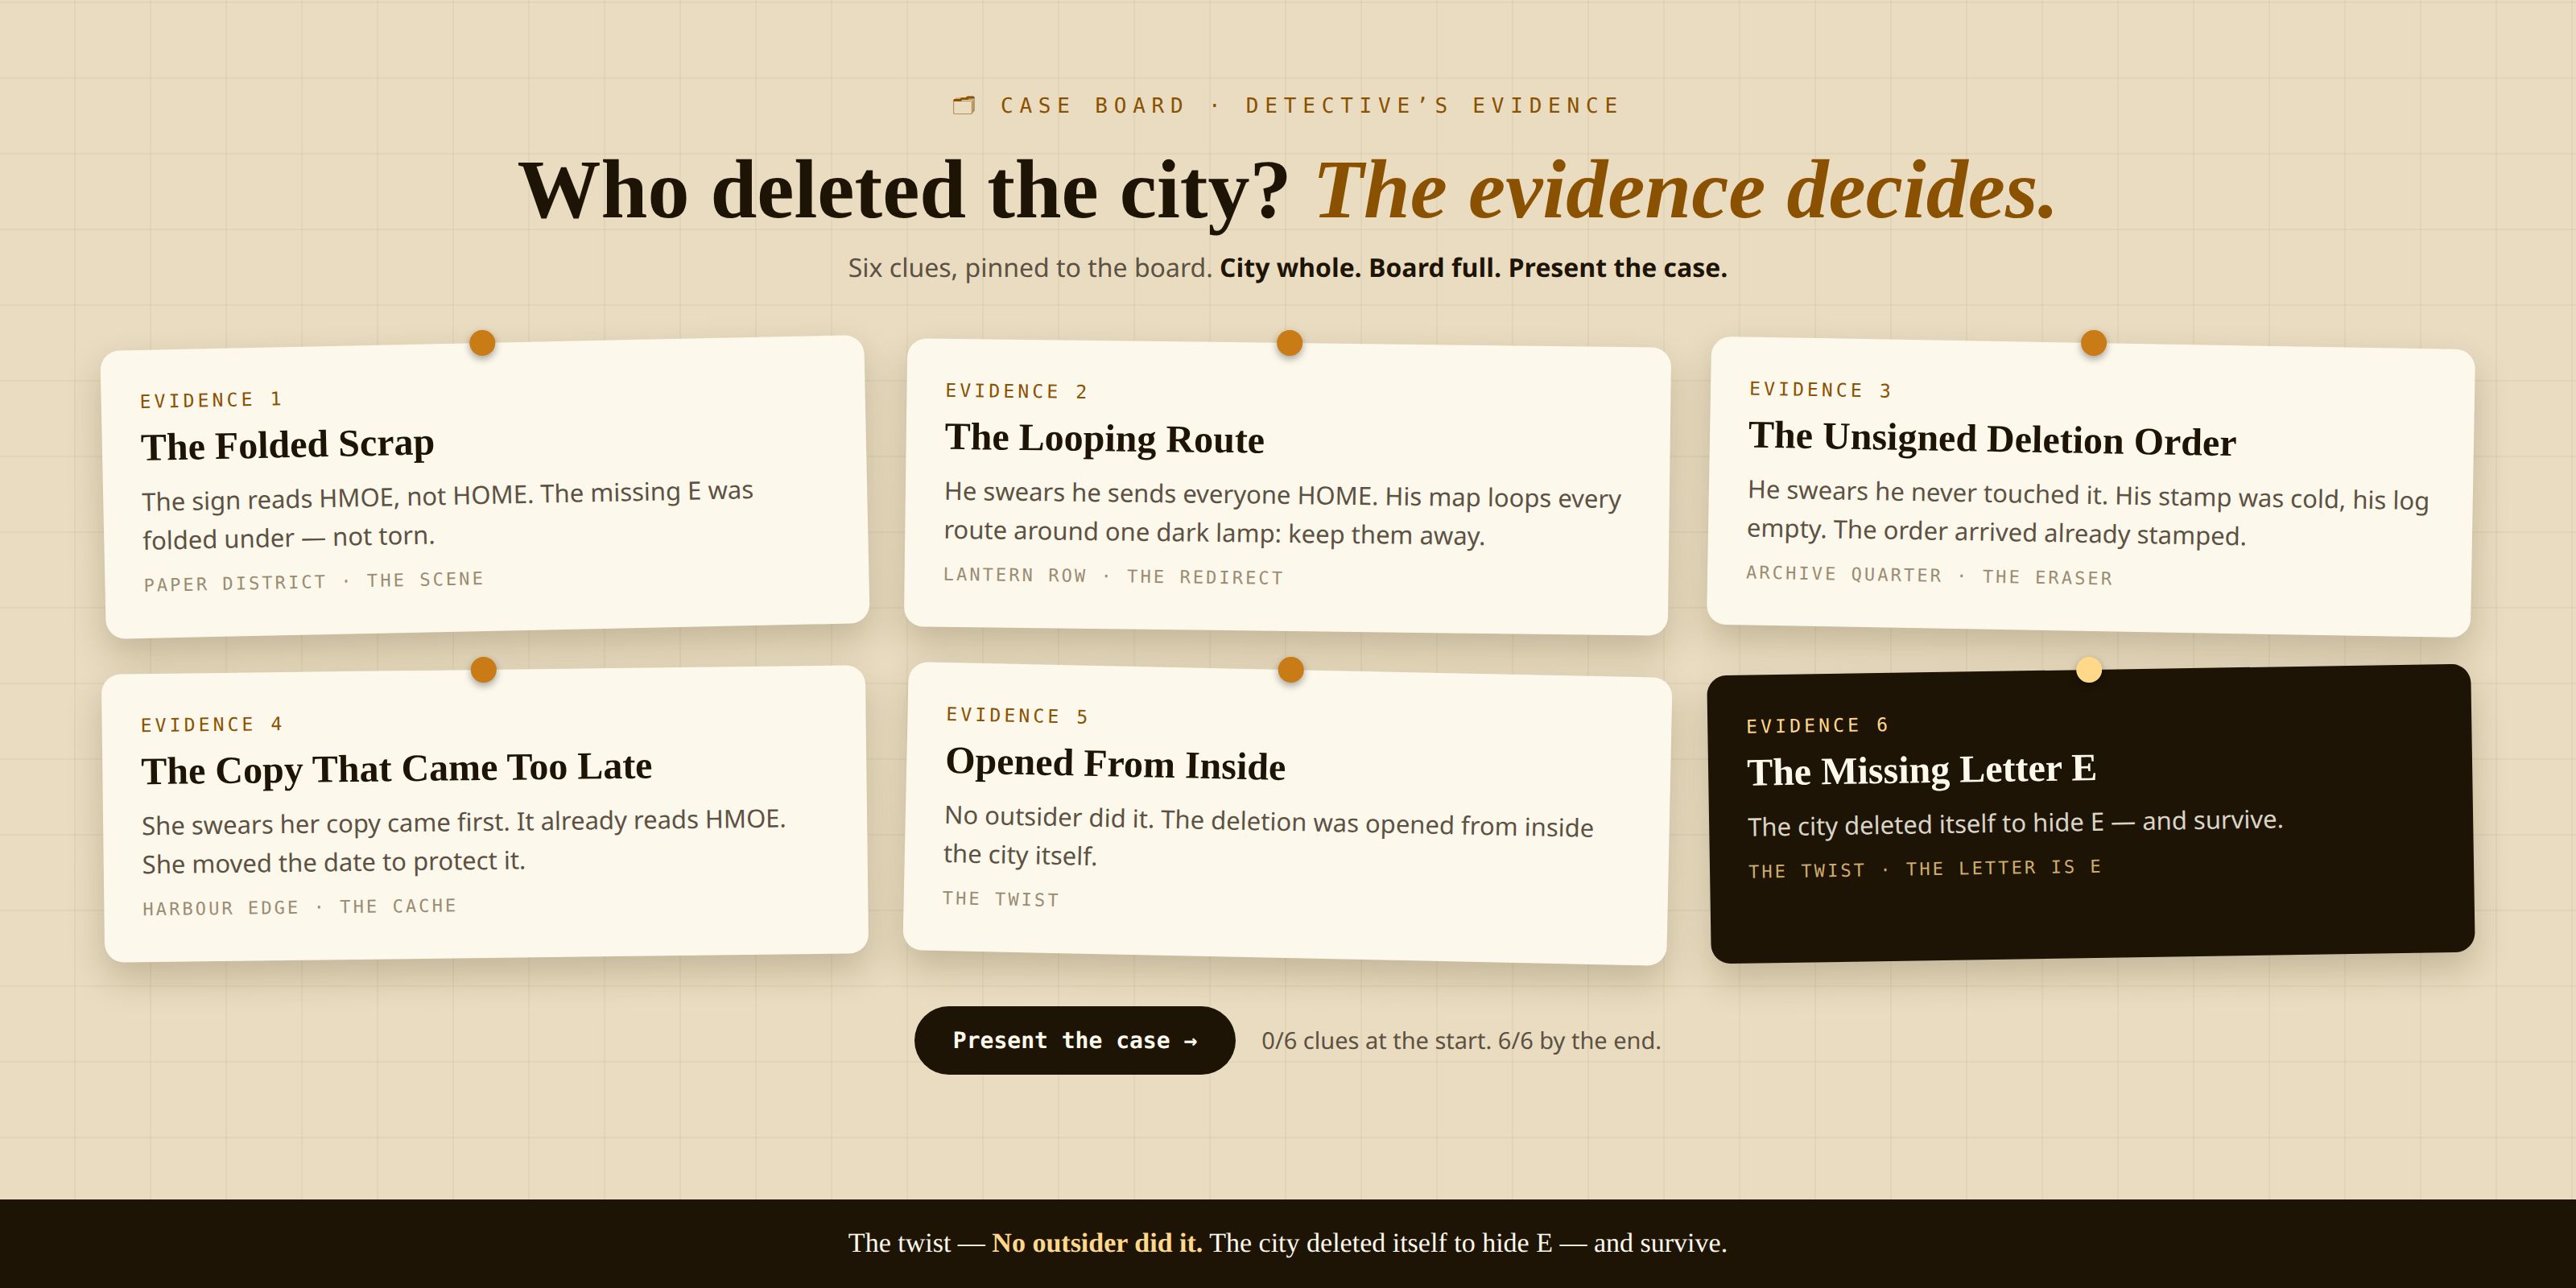 🗂 CASE BOARD · DETECTIVE’S EVIDENCE
Who deleted the city? The evidence decides.
Six clues, pinned to the board. City whole. Board full. Present the case.
EVIDENCE 1
The Folded Scrap
The sign reads HMOE, not HOME. The missing E was
folded under — not torn.
PAPER DISTRICT · THE SCENE
EVIDENCE 2
The Looping Route
He swears he sends everyone HOME. His map loops every
route around one dark lamp: keep them away.
LANTERN ROW · THE REDIRECT
EVIDENCE 3
The Unsigned Deletion Order
He swears he never touched it. His stamp was cold, his log
empty. The order arrived already stamped.
ARCHIVE QUARTER · THE ERASER
EVIDENCE 4
The Copy That Came Too Late
She swears her copy came first. It already reads HMOE.
She moved the date to protect it.
HARBOUR EDGE · THE CACHE
EVIDENCE 5
Opened From Inside
No outsider did it. The deletion was opened from inside
the city itself.
THE TWIST
EVIDENCE 6
The Missing Letter E
The city deleted itself to hide E — and survive.
THE TWIST · THE LETTER IS E
Present the case →
0/6 clues at the start. 6/6 by the end.
The twist — No outsider did it. The city deleted itself to hide E — and survive.